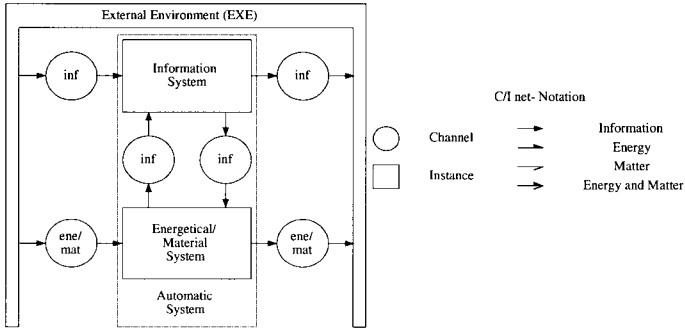 External Environment (EXE)
inf
Information
System
inf
inf
inf
ene/
mat
Energetical/
Material
System
ene/
mat
Automatic
System
C/I net- Notation
Channel
Information
Energy
Instance
Matter
Energy and Matter